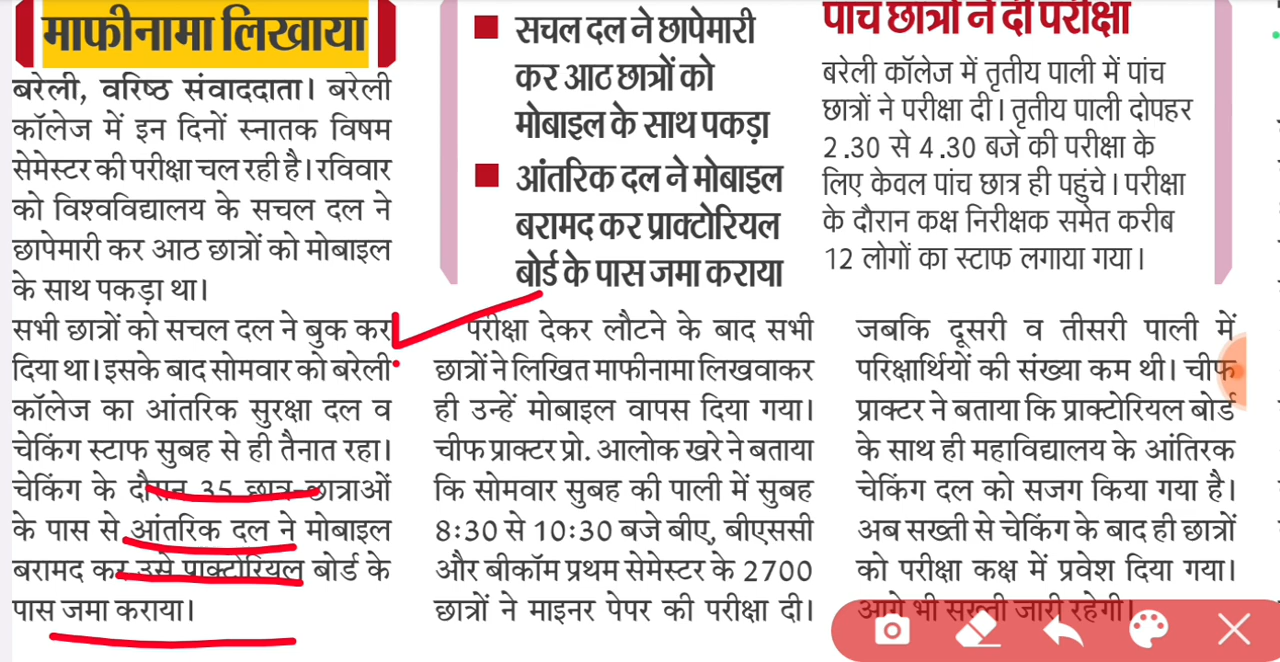 माफीनामा लिखाया
बरेली, वरिष्ठ संवाददाता। बरेली
कॉलेज में इन दिनों स्नातक विषम
सेमेस्टर की परीक्षा चल रही है। रविवार
को विश्वविद्यालय के सचल दल ने
छापेमारी कर आठ छात्रों को मोबाइल
के साथ पकड़ा था।
सभी छात्रों को सचल दल ने बुक कर
दिया था। इसके बाद सोमवार को बरेली
कॉलेज का आंतरिक सुरक्षा दल व
चेकिंग स्टाफ सुबह से ही तैनात रहा।
चेकिंग के दौरान 35 छात्र-छात्राओं
के पास से आंतरिक दल ने मोबाइल
बरामद कर उसे प्राक्टोरियल बोर्ड के
पास जमा कराया।
सचल दल ने छापेमारी
कर आठ छात्रों को
मोबाइल के साथ पकड़ा
आंतरिक दल ने मोबाइल
बरामद कर प्राक्टोरियल
बोर्ड के पास जमा कराया
परीक्षा देकर लौटने के बाद सभी
छात्रों ने लिखित माफीनामा लिखवाकर
ही उन्हें मोबाइल वापस दिया गया।
चीफ प्राक्टर प्रो. आलोक खरे ने बताया
कि सोमवार सुबह की पाली में सुबह
8:30 से 10:30 बजे बीए, बीएससी
और बीकॉम प्रथम सेमेस्टर के 2700
छात्रों ने माइनर पेपर की परीक्षा दी।
पांच छात्रों ने दी परीक्षा
बरेली कॉलेज में तृतीय पाली में पांच
छात्रों ने परीक्षा दी। तृतीय पाली दोपहर
2.30 से 4.30 बजे की परीक्षा के
लिए केवल पांच छात्र ही पहुंचे। परीक्षा
के दौरान कक्ष निरीक्षक समेत करीब
12 लोगों का स्टाफ लगाया गया।
जबकि दूसरी व तीसरी पाली में
परिक्षार्थियों की संख्या कम थी। चीफ
प्राक्टर ने बताया कि प्राक्टोरियल बोर्ड
के साथ ही महाविद्यालय के आंतिरक
चेकिंग दल को सजग किया गया है।
अब सख्ती से चेकिंग के बाद ही छात्रों
को परीक्षा कक्ष में प्रवेश दिया गया।
आगे भी सख्ती जारी रहेगी।